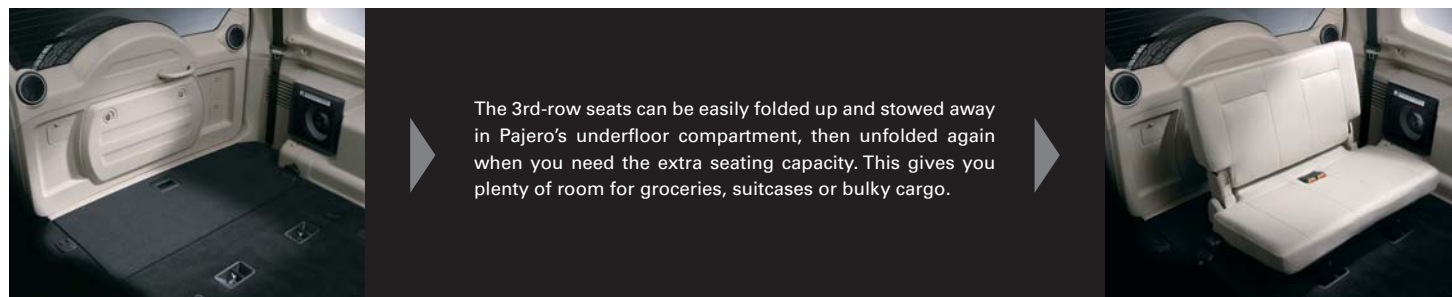 The 3rd-row seats can be easily folded up and stowed away
in Pajero’s underfloor compartment, then unfolded again
when you need the extra seating capacity. This gives you
plenty of room for groceries, suitcases or bulky cargo.